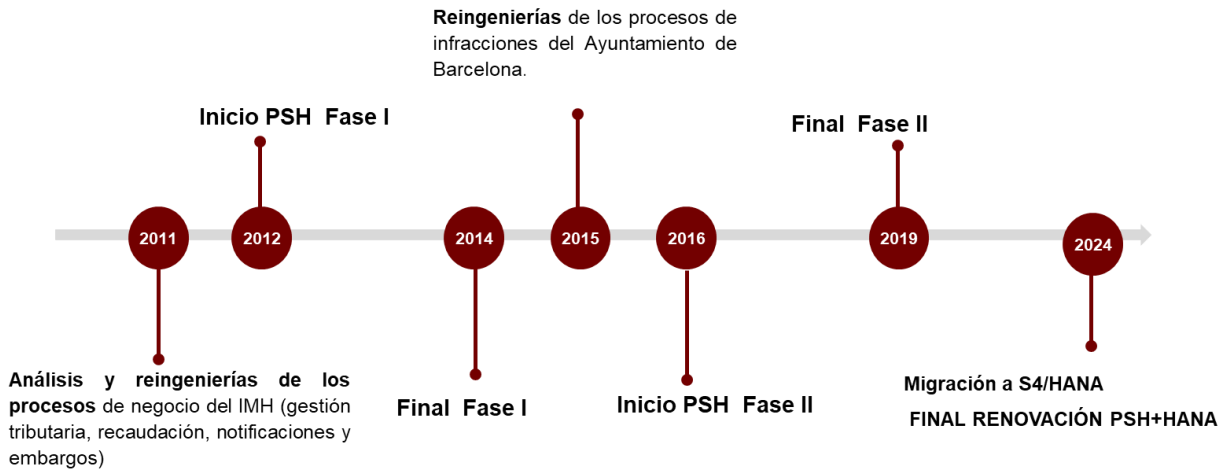 Reingenierías de los procesos de
infracciones del Ayuntamiento de
Barcelona.
Inicio PSH Fase I
Final Fase II
2011
2012
2014
2015
2016
2019
2024
Análisis y reingenierías de los
procesos de negocio del IMH (gestión
tributaria, recaudación, notificaciones y
embargos)
Final Fase I
Inicio PSH Fase II
Migración a S4/HANA
FINAL RENOVACIÓN PSH+HANA